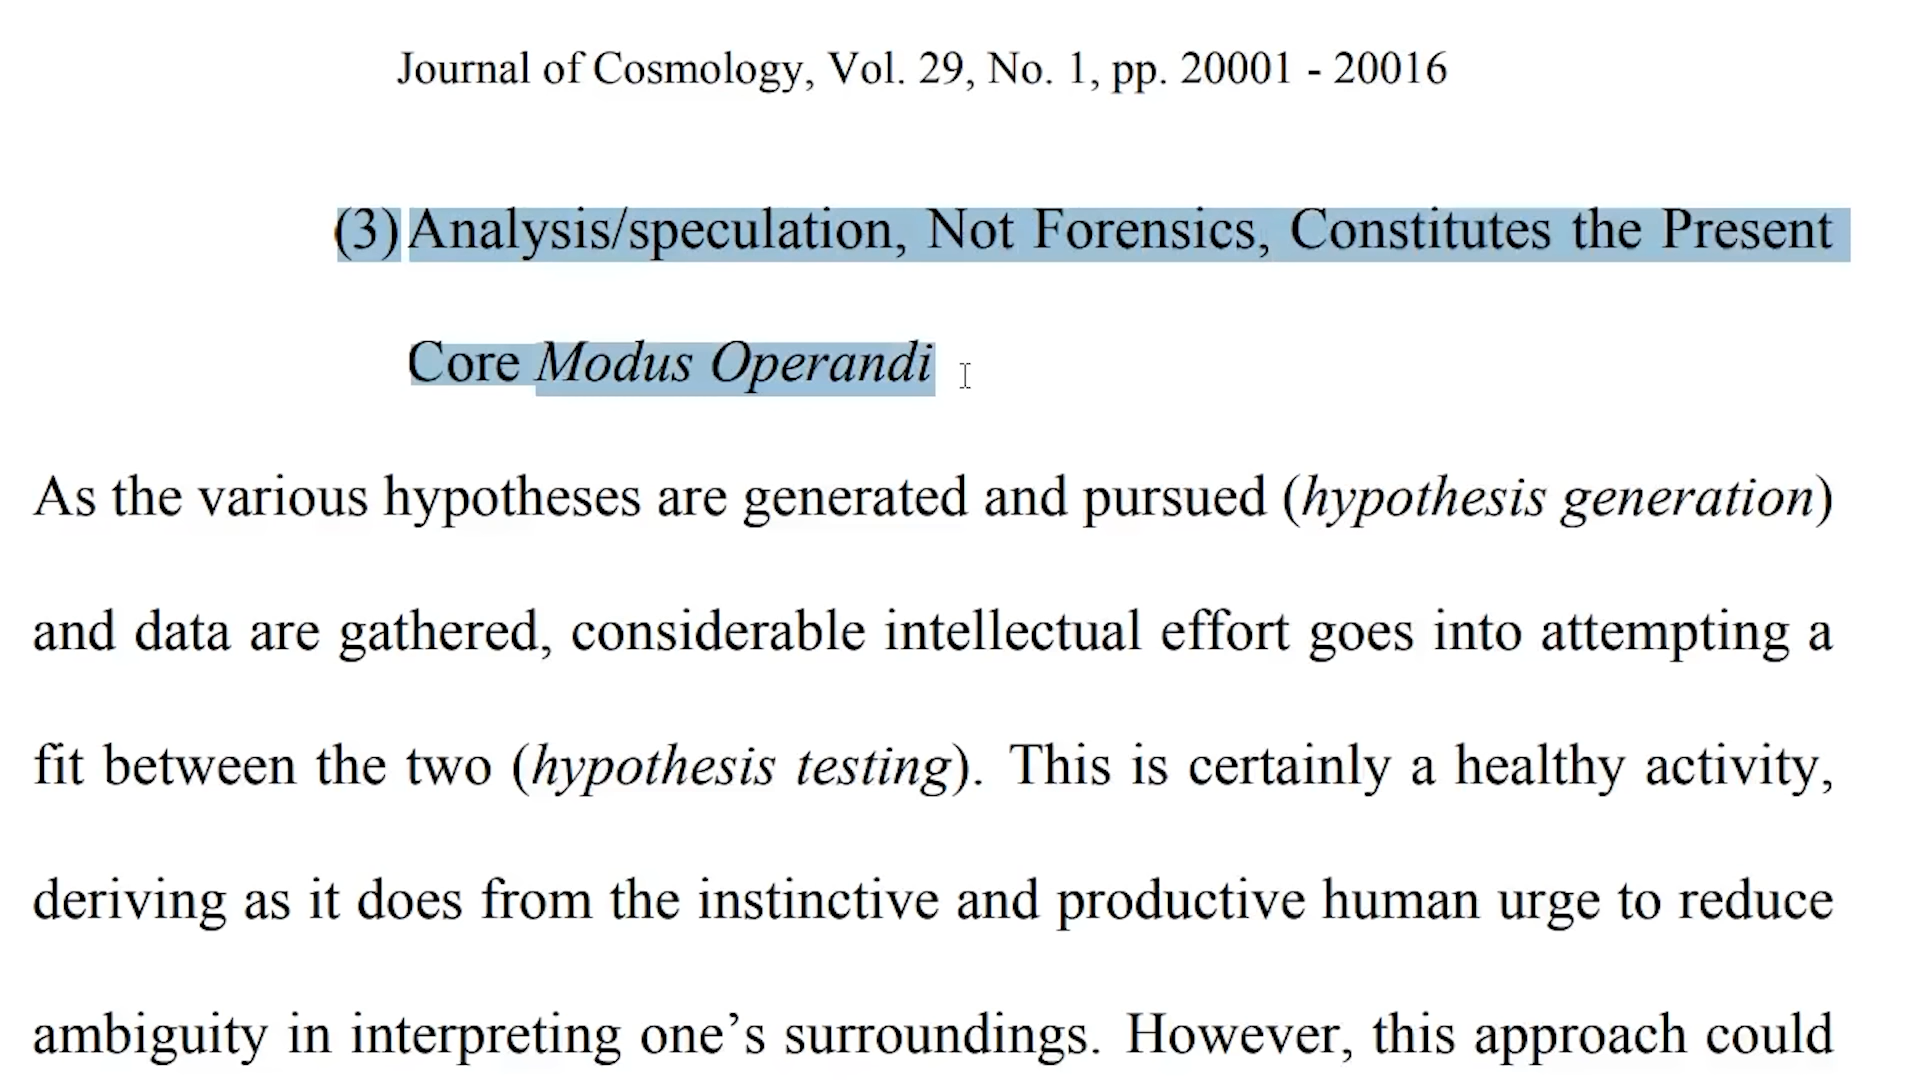 Journal of Cosmology, Vol. 29, No. 1, pp. 20001 - 20016
(3) Analysis/speculation, Not Forensics, Constitutes the Present
Core Modus Operandi
As the various hypotheses are generated and pursued (hypothesis generation)
and data are gathered, considerable intellectual effort goes into attempting a
fit between the two (hypothesis testing). This is certainly a healthy activity,
deriving as it does from the instinctive and productive human urge to reduce
ambiguity in interpreting one’s surroundings. However, this approach could